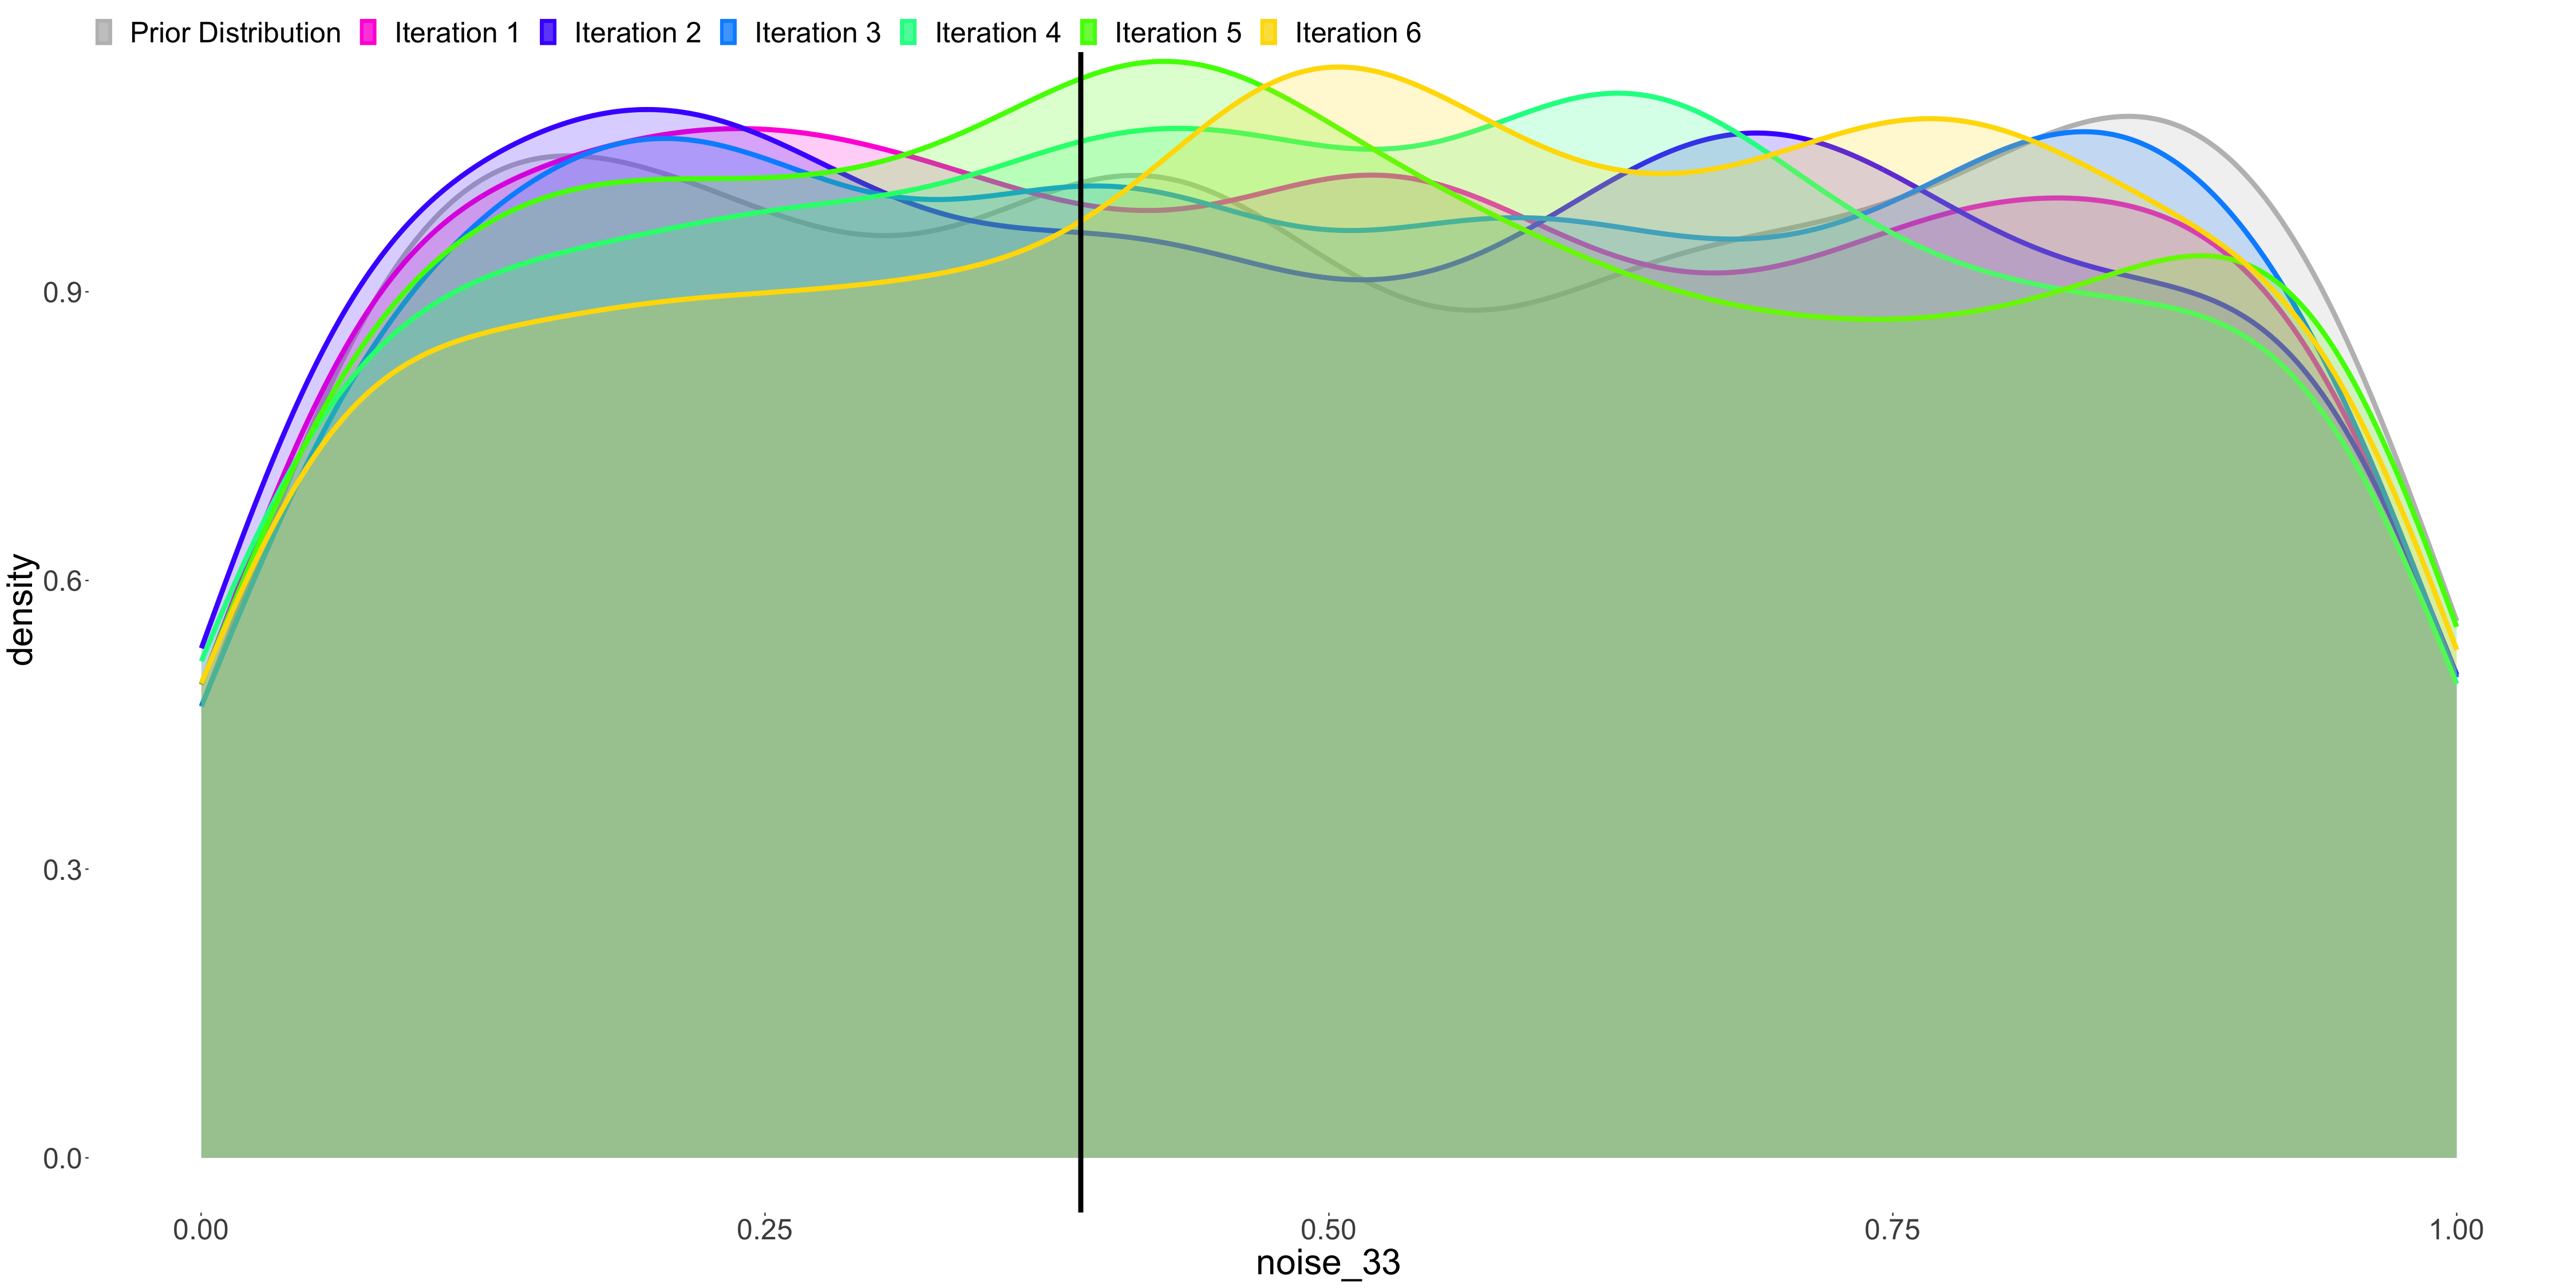 Prior Distribution Iteration 1 Iteration 2 Iteration 3 Iteration 4 Iteration 5 Iteration 6
density
0.9
0.6
0.3
0.0
0.00 0.25 0.50 0.75 1.00
noise_33